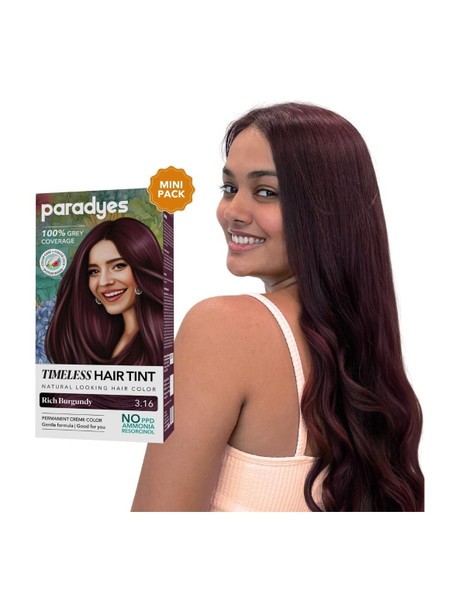 MINI
PACK
paradyes
100% GREY
COVERAGE
TIMELESS HAIR TINT
NATURAL LOOKING HAIR COLOR
Rich Burgundy 3.16
PERMANENT CRÈME COLOR
Gentle formula | Good for you
NO PPD
AMMONIA
RESORCINOL